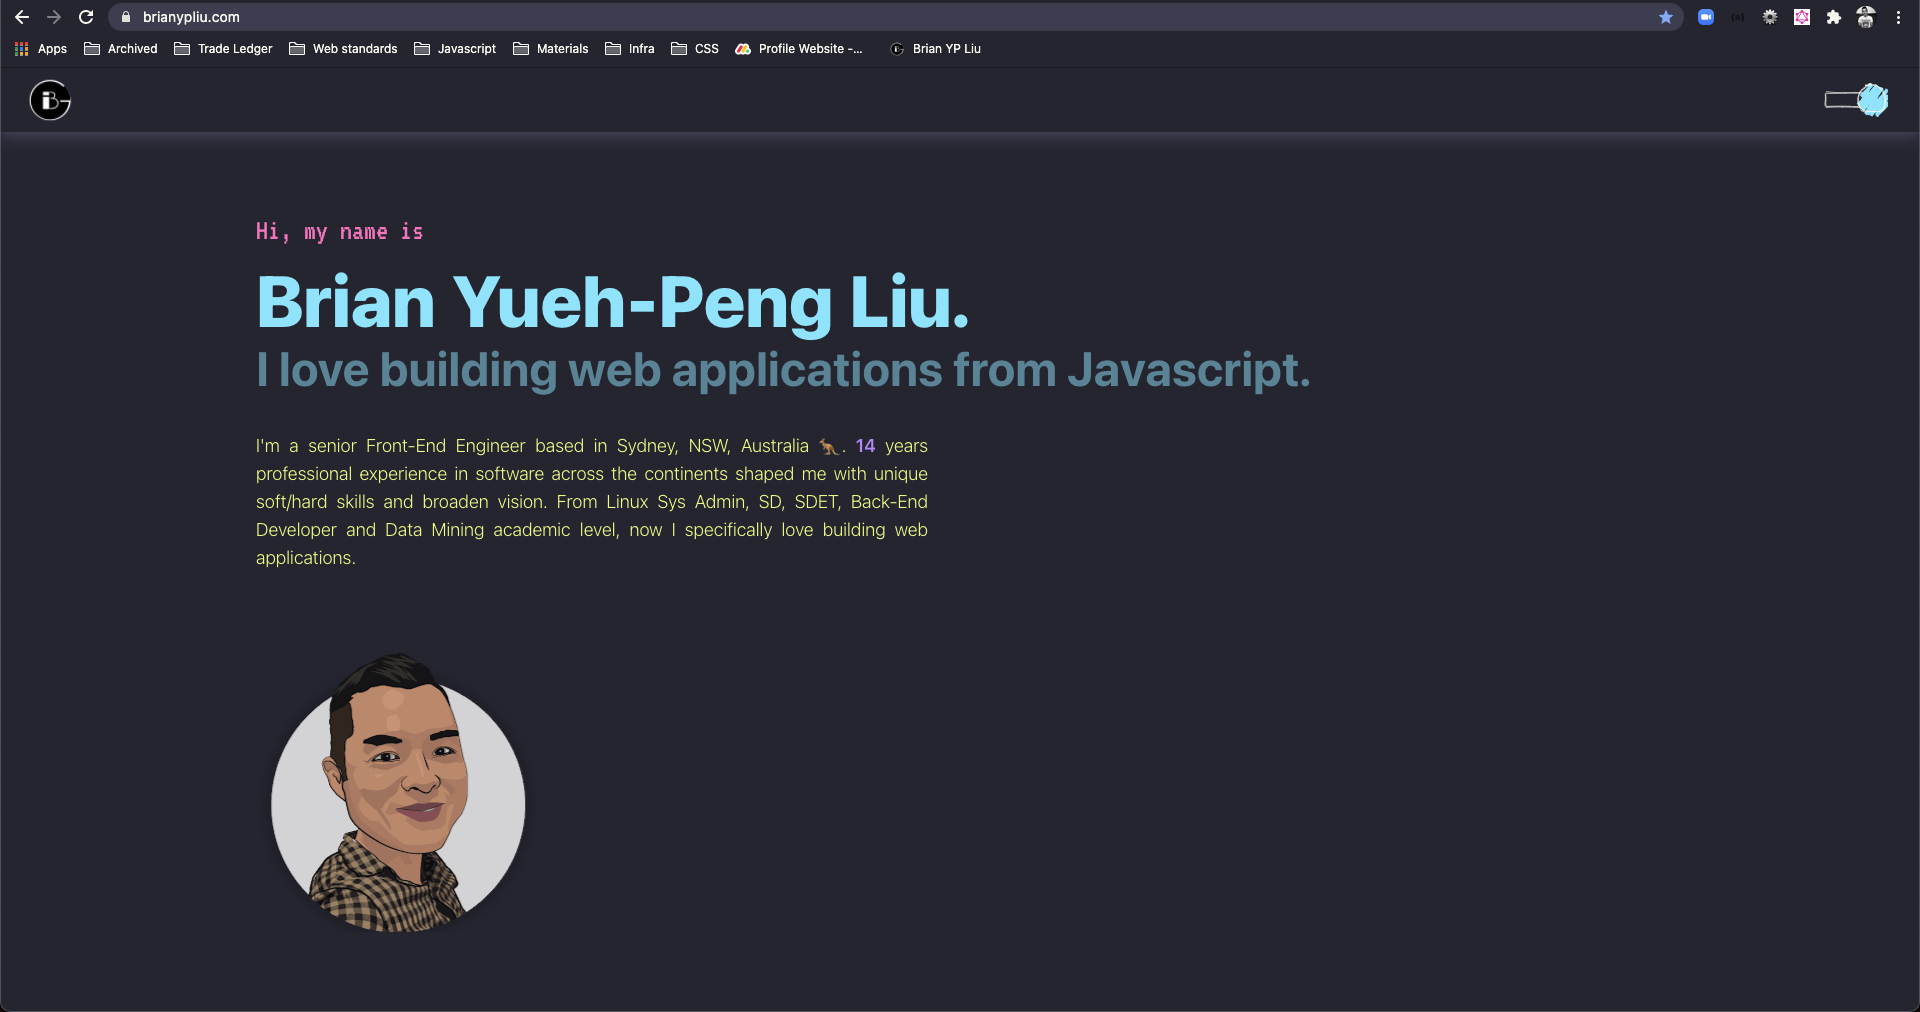 brianypliu.com
Apps Archived Trade Ledger Web standards Javascript Materials Infra CSS Profile Website -... Brian YP Liu
Hi, my name is
Brian Yueh-Peng Liu.
I love building web applications from Javascript.
I'm a senior Front-End Engineer based in Sydney, NSW, Australia 🦘. 14 years
professional experience in software across the continents shaped me with unique
soft/hard skills and broaden vision. From Linux Sys Admin, SD, SDET, Back-End
Developer and Data Mining academic level, now I specifically love building web
applications.